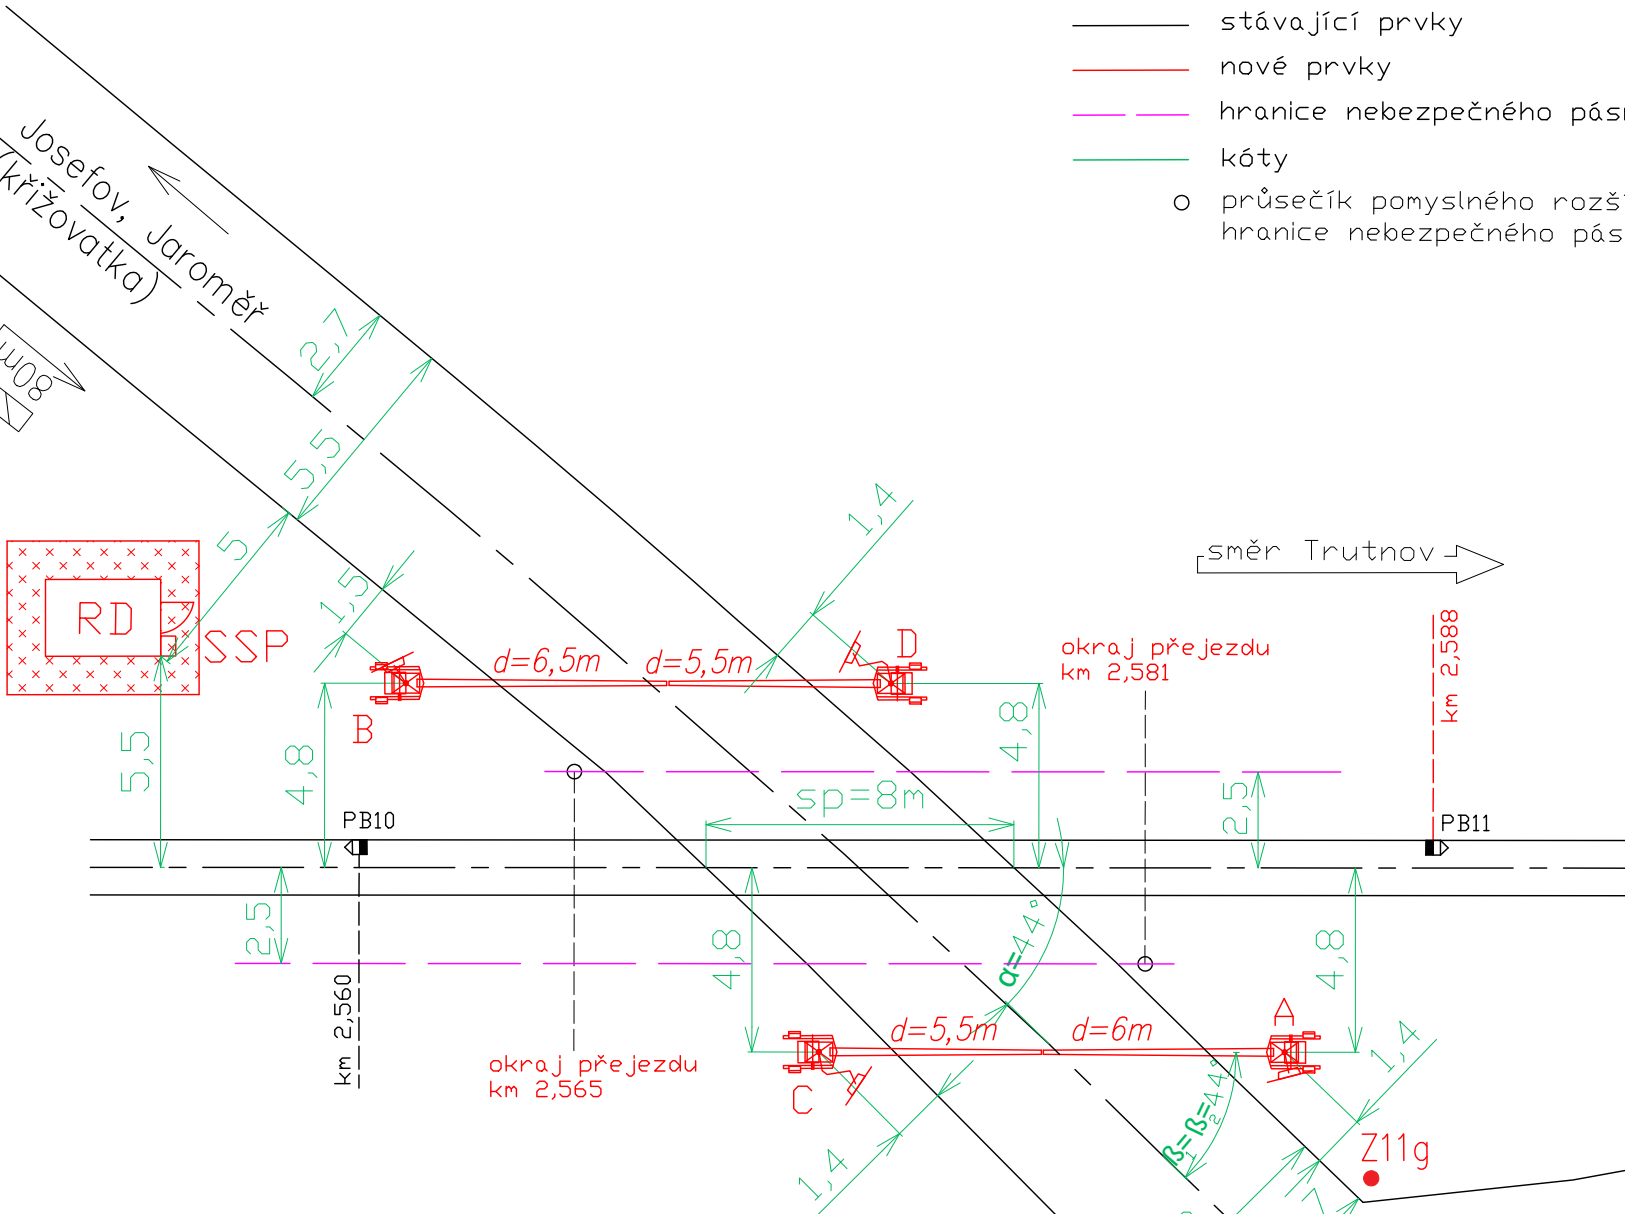 stávající prvky
nové prvky
hranice nebezpečného
kóty
průsečík pomyslného
hranice nebezpečného
Josefov, Jaroměř
(křižovatka)
80m
2,7
5,5
5
1,5
1,4
směr Trutnov
RD
SSP
d=6,5m
d=5,5m
D
B
okraj přejezdu
km 2,581
km 2,588
5,5
4,8
4,8
sp=8m
2,5
PB10
PB11
2,5
4,8
α=44°
4,8
km 2,560
okraj přejezdu
km 2,565
d=5,5m
d=6m
A
C
1,4
ß1=ß2=44°
1,4
Z11g